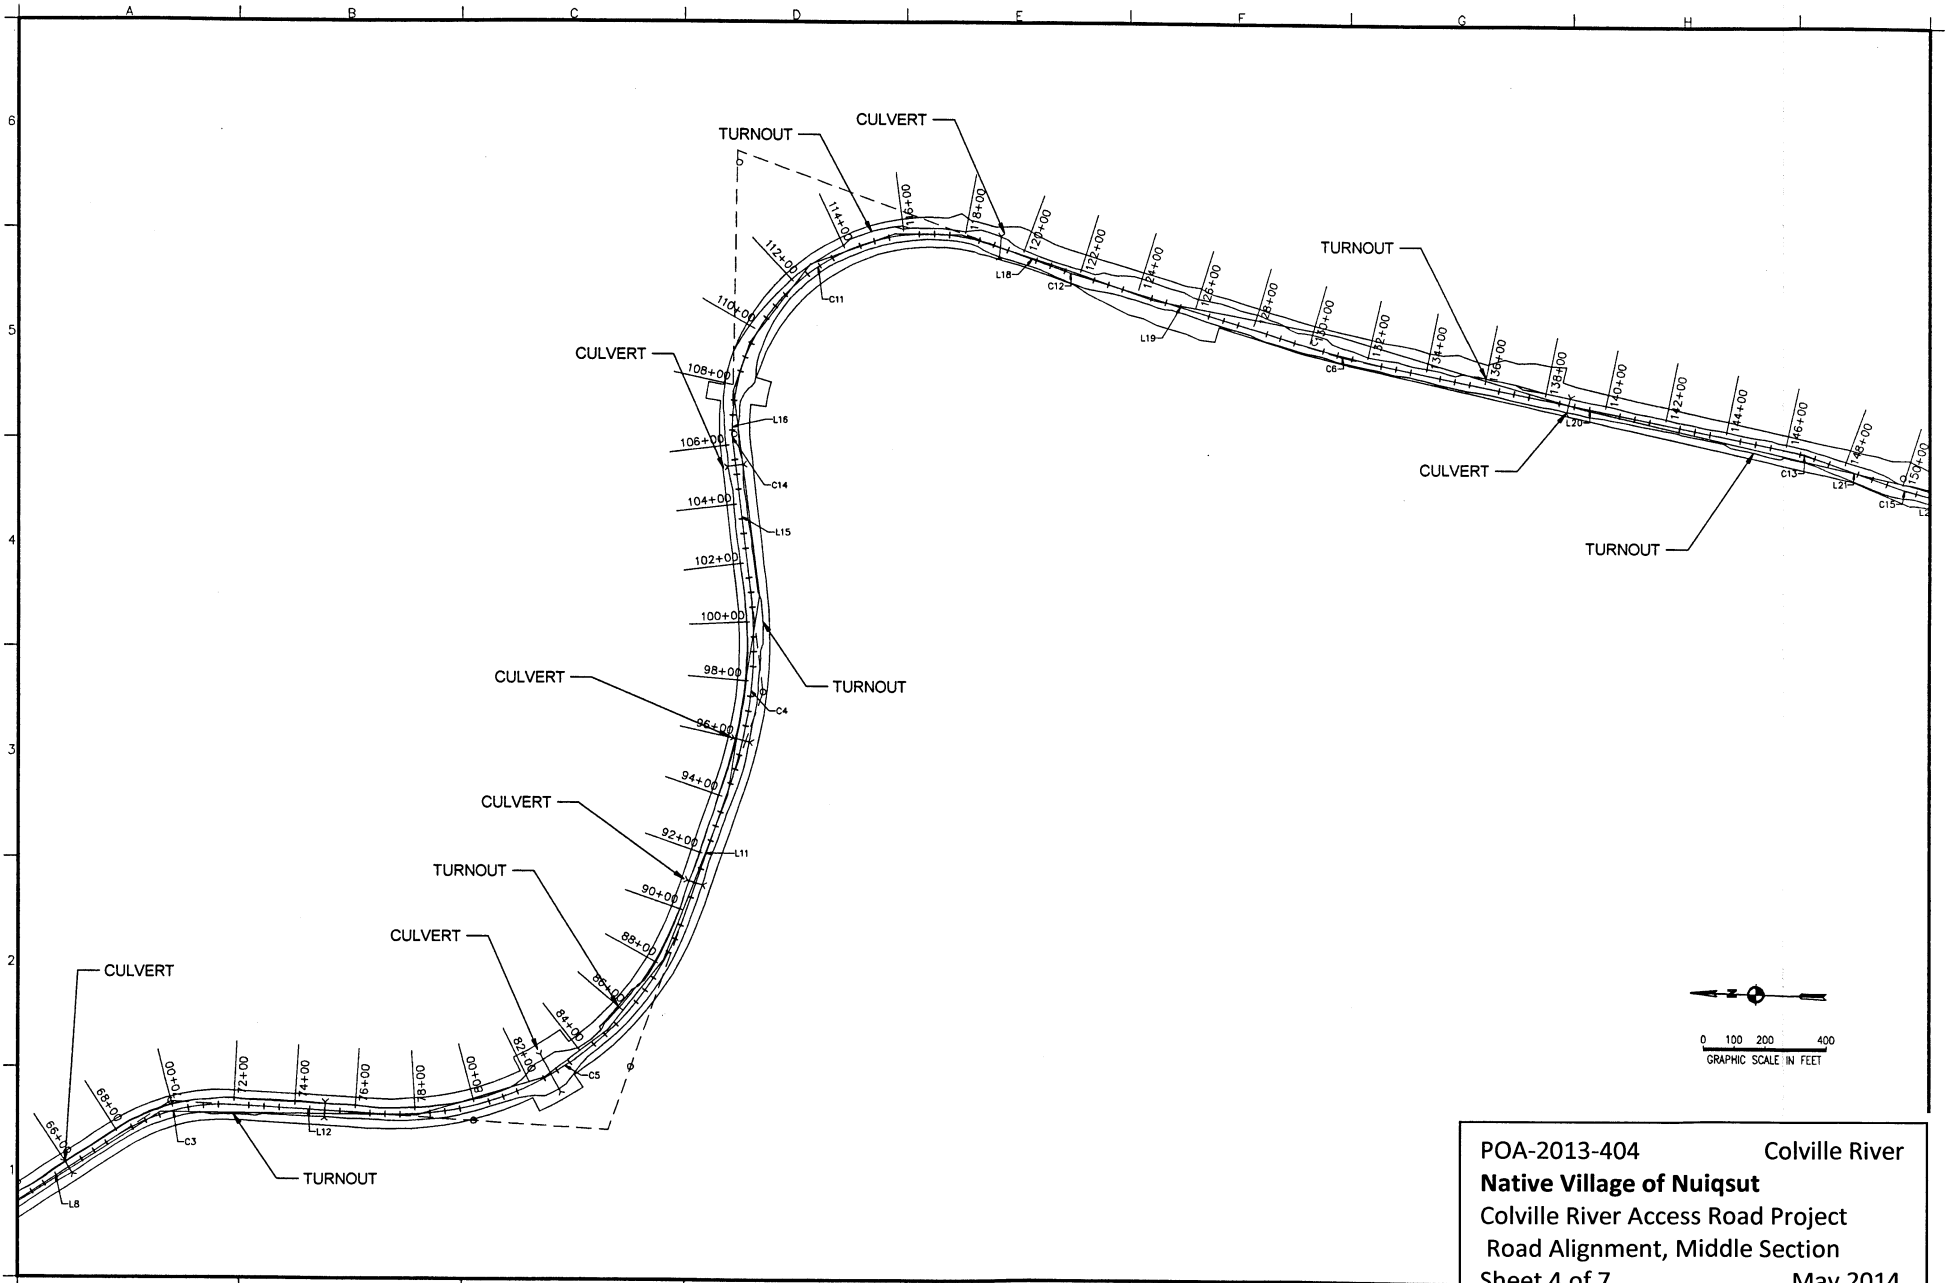 A B C D E F G H
6
5
4
3
2
1
CULVERT
TURNOUT
116+00
118+00
114+00
120+00
112+00
122+00
TURNOUT
124+00
L18
C12
126+00
C11
110+00
128+00
130+00
L19
132+00
CULVERT
134+00
136+00
108+00
C6
138+00
140+00
142+00
L16
144+00
L20
146+00
106+00
148+00
150+00
CULVERT
C13
C14
L21
104+00
C15
L15
TURNOUT
102+00
100+00
98+00
CULVERT
TURNOUT
C4
96+00
94+00
CULVERT
92+00
L11
TURNOUT
90+00
CULVERT
88+00
CULVERT
86+00
84+00
82+00
N
0 100 200 400
GRAPHIC SCALE IN FEET
80+00
78+00
76+00
74+00
72+00
70+00
68+00
66+00
C5
L12
C3
TURNOUT
L8
POA-2013-404 Colville River
Native Village of Nuiqsut
Colville River Access Road Project
Road Alignment, Middle Section
Sheet 4 of 7 May 2014